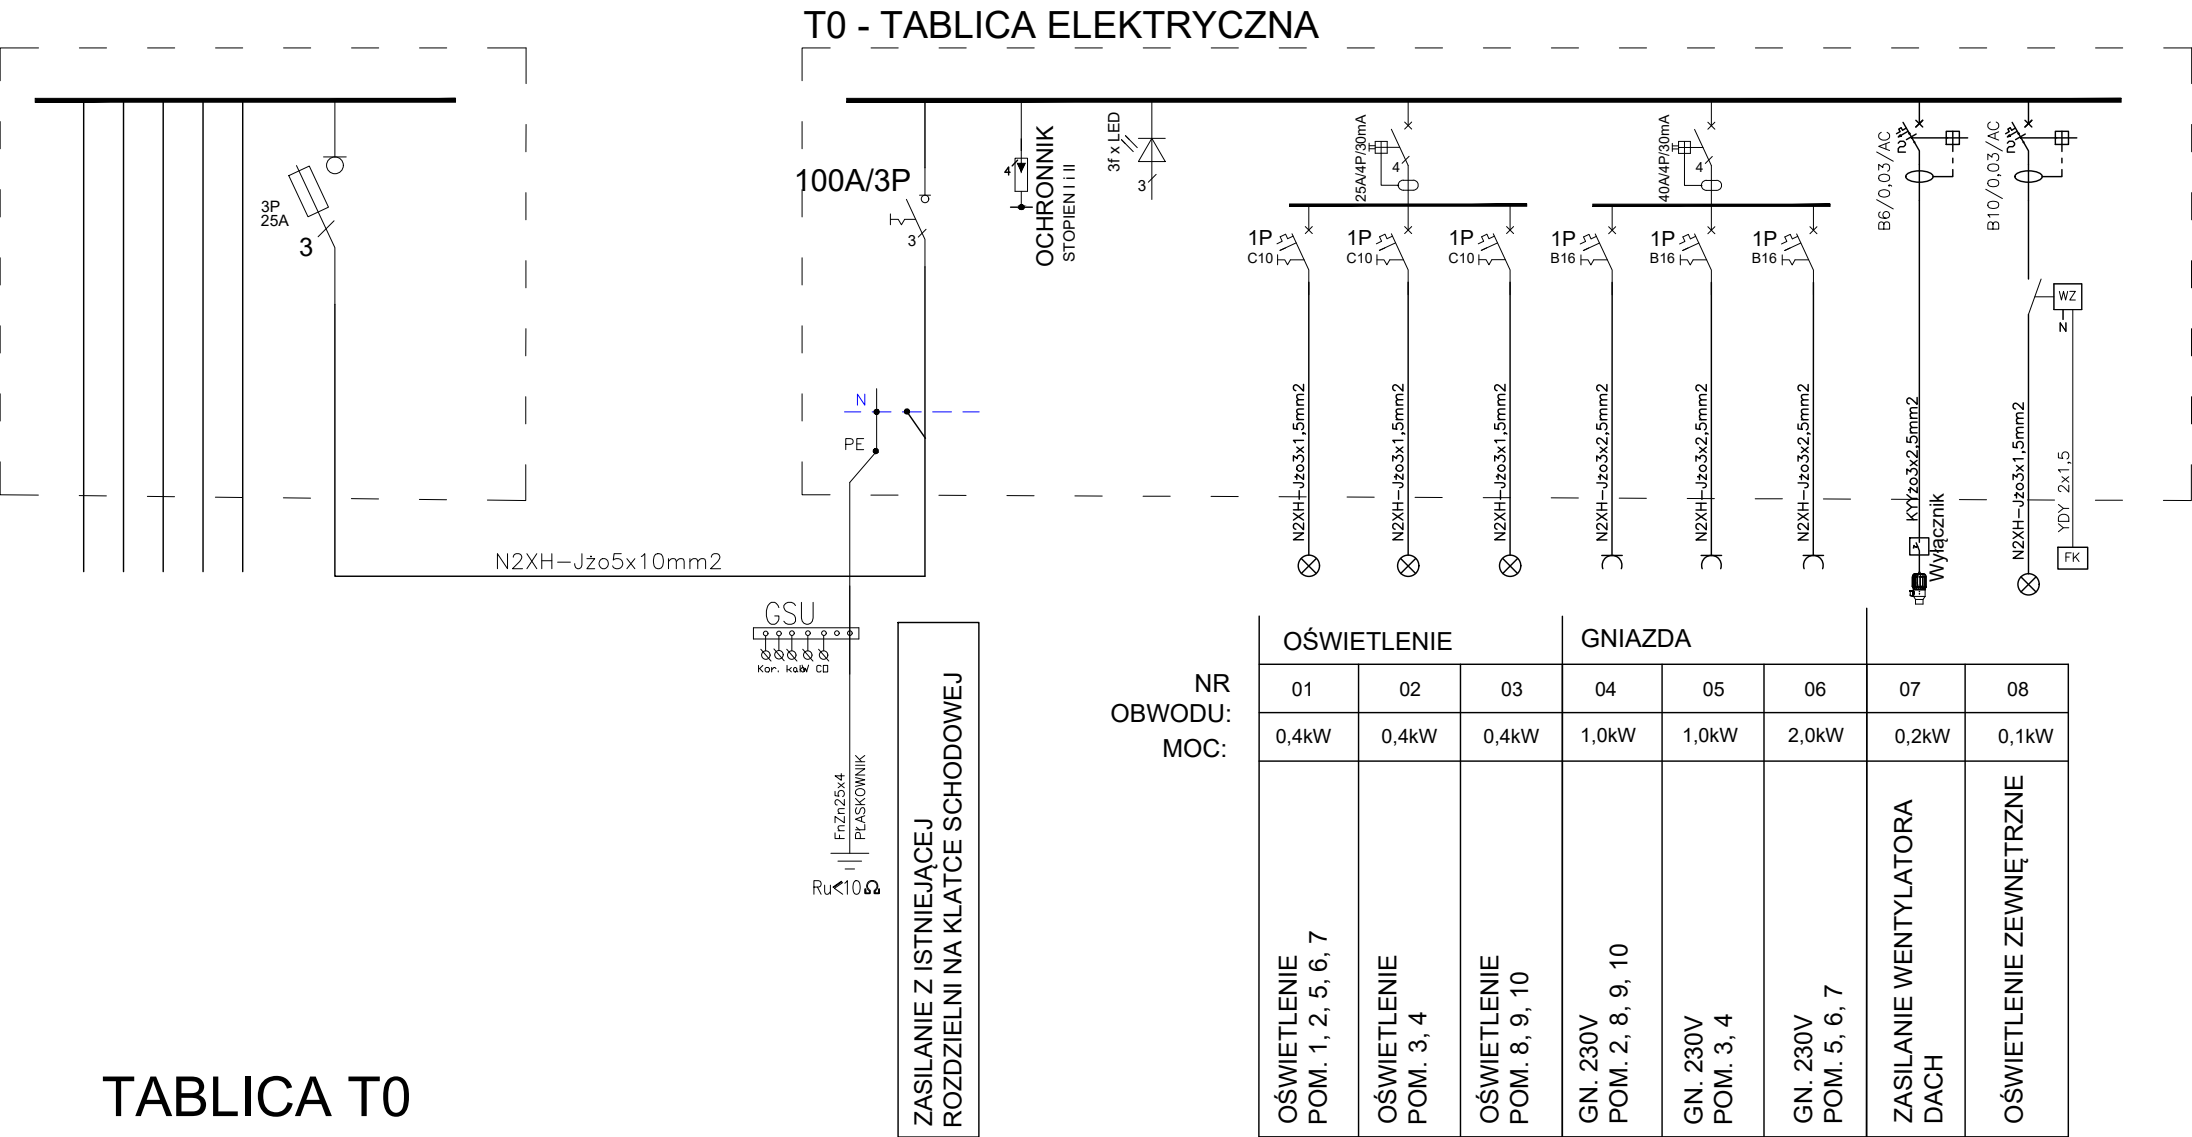 T0 - TABLICA ELEKTRYCZNA
3P
25A
3
100A/3P
3
4
OCHRONNIK
STOPIEN I i II
3f x LED
3
25A/4P/30mA
4
40A/4P/30mA
4
B6/0,03/AC
2
B10/0,03/AC
2
1P
C10
1P
C10
1P
C10
1P
B16
1P
B16
1P
B16
WZ
N
N
PE
N2XH-Jżo3x1,5mm2
N2XH-Jżo3x1,5mm2
N2XH-Jżo3x1,5mm2
N2XH-Jżo3x2,5mm2
N2XH-Jżo3x2,5mm2
N2XH-Jżo3x2,5mm2
KYYżo3x2,5mm2
Wyłącznik
N2XH-Jżo3x1,5mm2
YDY 2x1,5
FK
N2XH-Jżo5x10mm2
GSU
Kor. CO
FnZn25x4
PŁASKOWNIK
Ru<10Ω
ZASILANIE Z ISTNIEJĄCEJ
ROZDZIELNI NA KLATCE SCHODOWEJ
OŚWIETLENIE GNIAZDA
NR
OBWODU:
01 02 03 04 05 06 07 08
MOC: 0,4kW 0,4kW 0,4kW 1,0kW 1,0kW 2,0kW 0,2kW 0,1kW
OŚWIETLENIE
POM. 1, 2, 5, 6, 7
OŚWIETLENIE
POM. 3, 4
OŚWIETLENIE
POM. 8, 9, 10
GN. 230V
POM. 2, 8, 9, 10
GN. 230V
POM. 3, 4
GN. 230V
POM. 5, 6, 7
ZASILANIE WENTYLATORA
DACH
OŚWIETLENIE ZEWNĘTRZNE
TABLICA T0